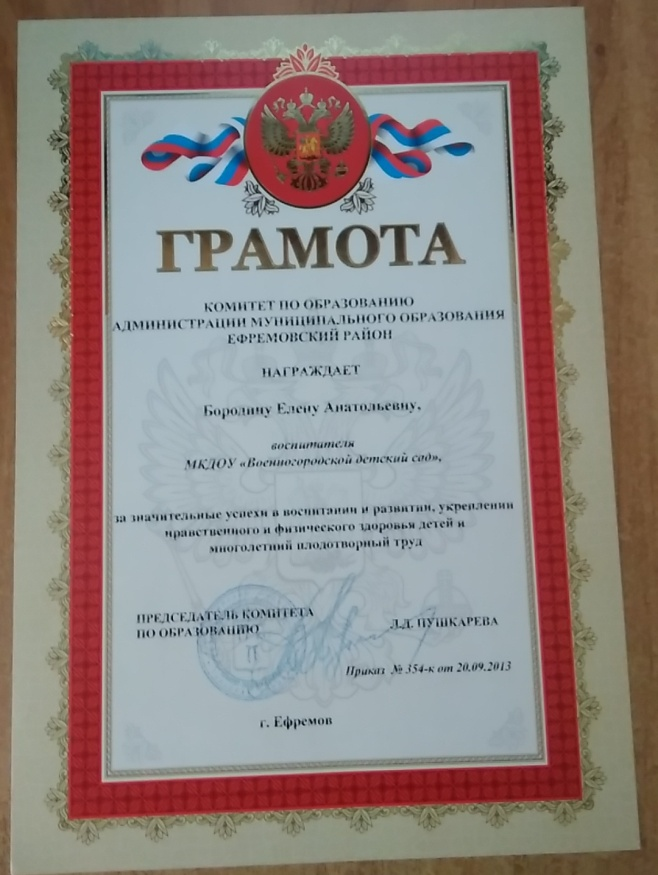 ГРАМОТА
КОМИТЕТ ПО ОБРАЗОВАНИЮ
АДМИНИСТРАЦИИ МУНИЦИПАЛЬНОГО ОБРАЗОВАНИЯ
ЕФРЕМОВСКИЙ РАЙОН
НАГРАЖДАЕТ
Бородину Елену Анатольевну,
воспитателя
МКДОУ «Военногородской детский сад»,
за значительные успехи в воспитании и развитии, укреплении
нравственного и физического здоровья детей и
многолетний плодотворный труд
ПРЕДСЕДАТЕЛЬ КОМИТЕТА
ПО ОБРАЗОВАНИЮ
Л.Д. ПУШКАРЕВА
Приказ № 354-к от 20.09.2013
г. Ефремов